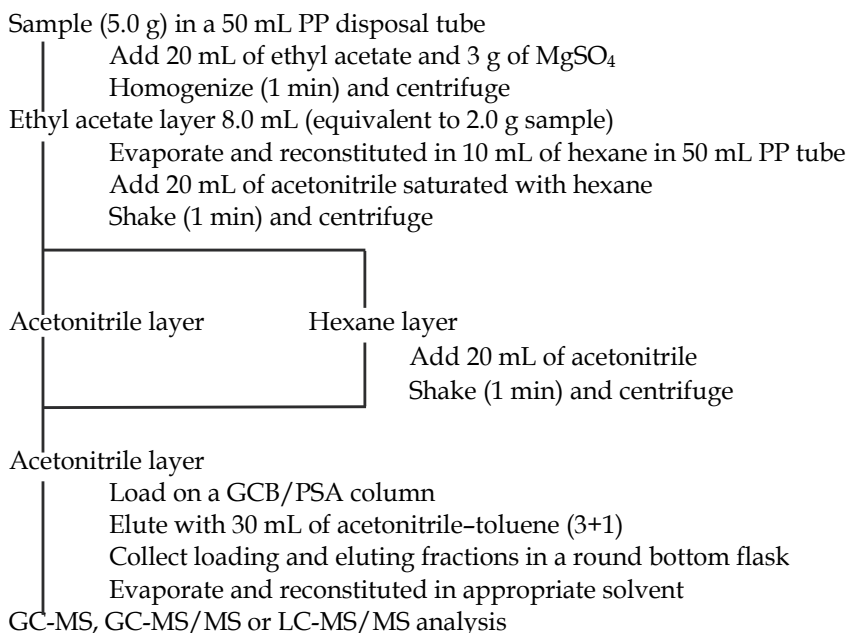 Sample (5.0 g) in a 50 mL PP disposal tube
Add 20 mL of ethyl acetate and 3 g of MgSO₄
Homogenize (1 min) and centrifuge
Ethyl acetate layer 8.0 mL (equivalent to 2.0 g sample)
Evaporate and reconstituted in 10 mL of hexane in 50 mL PP tube
Add 20 mL of acetonitrile saturated with hexane
Shake (1 min) and centrifuge
Acetonitrile layer
Hexane layer
Add 20 mL of acetonitrile
Shake (1 min) and centrifuge
Acetonitrile layer
Load on a GCB/PSA column
Elute with 30 mL of acetonitrile–toluene (3+1)
Collect loading and eluting fractions in a round bottom flask
Evaporate and reconstituted in appropriate solvent
GC-MS, GC-MS/MS or LC-MS/MS analysis